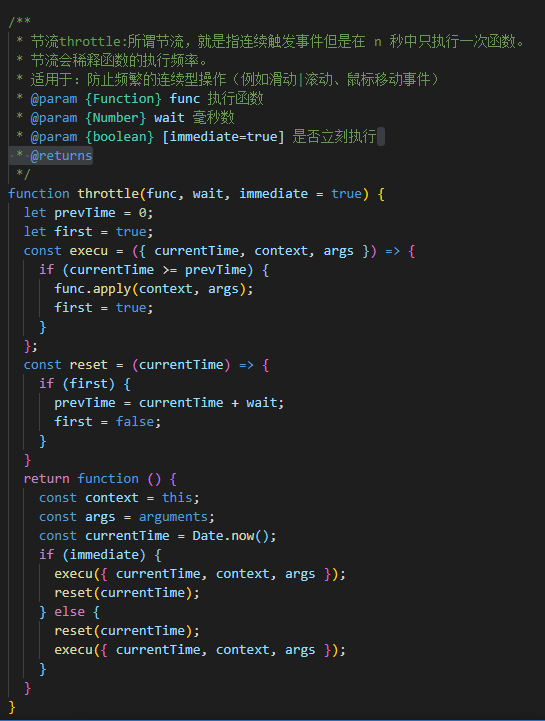 /**
 * 节流throttle:所谓节流，就是指连续触发事件但是在 n 秒中只执行一次函数。
 * 节流会稀释函数的执行频率。
 * 适用于：防止频繁的连续型操作（例如滑动|滚动、鼠标移动事件）
 * @param {Function} func 执行函数
 * @param {Number} wait 毫秒数
 * @param {boolean} [immediate=true] 是否立刻执行
 * @returns
 */
function throttle(func, wait, immediate = true) {
  let prevTime = 0;
  let first = true;
  const execu = ({ currentTime, context, args }) => {
    if (currentTime >= prevTime) {
      func.apply(context, args);
      first = true;
    }
  };
  const reset = (currentTime) => {
    if (first) {
      prevTime = currentTime + wait;
      first = false;
    }
  }
  return function () {
    const context = this;
    const args = arguments;
    const currentTime = Date.now();
    if (immediate) {
      execu({ currentTime, context, args });
      reset(currentTime);
    } else {
      reset(currentTime);
      execu({ currentTime, context, args });
    }
  }
}